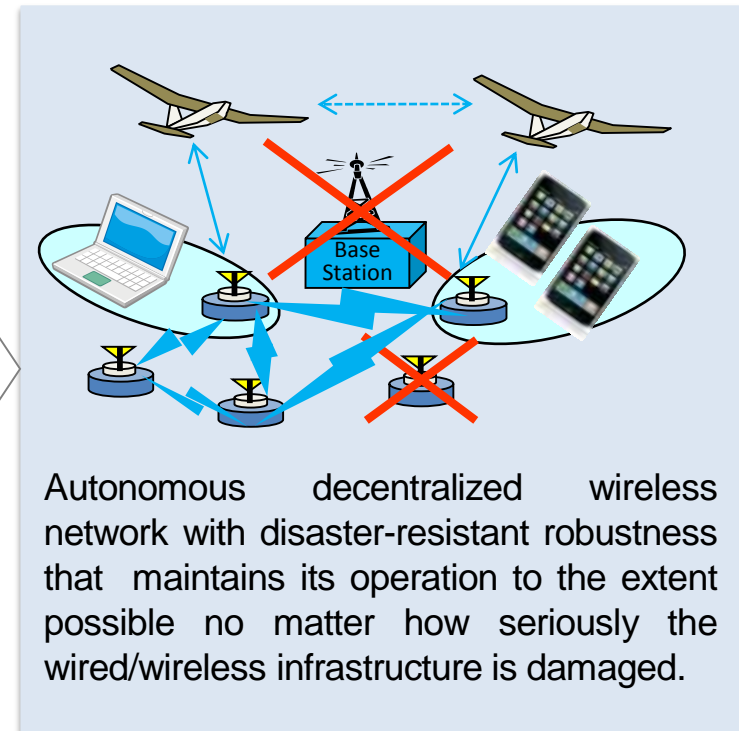 Base
Station
Autonomous decentralized wireless
network with disaster-resistant robustness
that maintains its operation to the extent
possible no matter how seriously the
wired/wireless infrastructure is damaged.